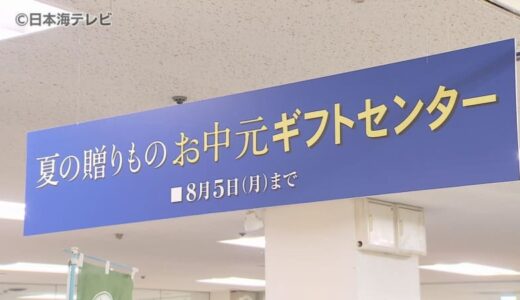 ©日本海テレビ
夏の贈りもの お中元ギフトセンター
■8月5日(月)まで